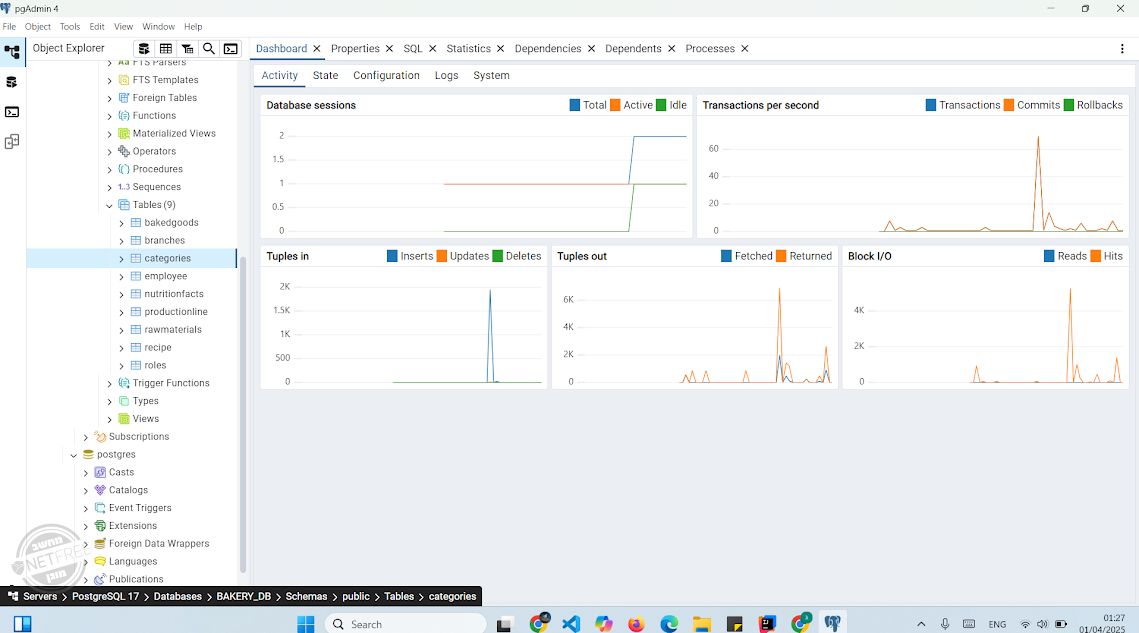 pgAdmin 4
File Object Tools Edit View Window Help
Object Explorer
Dashboard Properties SQL Statistics Dependencies Dependents Processes
Activity State Configuration Logs System
FTS Parsers
FTS Templates
Foreign Tables
Functions
Materialized Views
Operators
Procedures
1..3 Sequences
Tables (9)
bakedgoods
branches
categories
employee
nutritionfacts
productionline
rawmaterials
recipe
roles
Trigger Functions
Types
Views
Subscriptions
postgres
Casts
Catalogs
Event Triggers
Extensions
Foreign Data Wrappers
Languages
Publications
Database sessions Total Active Idle
2
1.5
1
0.5
0
Transactions per second Transactions Commits Rollbacks
60
40
20
0
Tuples in Inserts Updates Deletes
2K
1.5K
1K
500
0
Tuples out Fetched Returned
6K
4K
2K
0
Block I/O Reads Hits
4K
2K
0
NETFREE
Servers > PostgreSQL 17 > Databases > BAKERY_DB > Schemas > public > Tables > categories
Search
ENG
01:27
01/04/2025